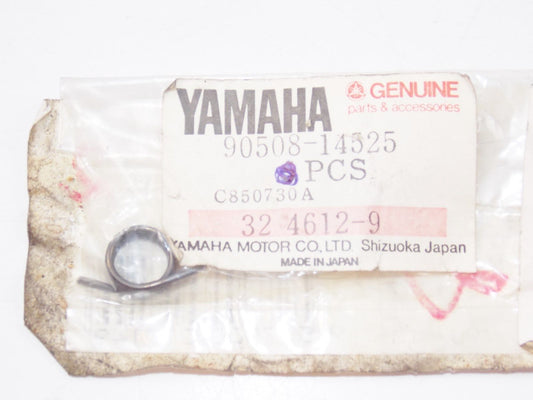 YAMAHA
GENUINE
parts & accessories
90508-14525
PCS
C850730A
32 4612-9
YAMAHA MOTOR CO., LTD. Shizuoka Japan
MADE IN JAPAN